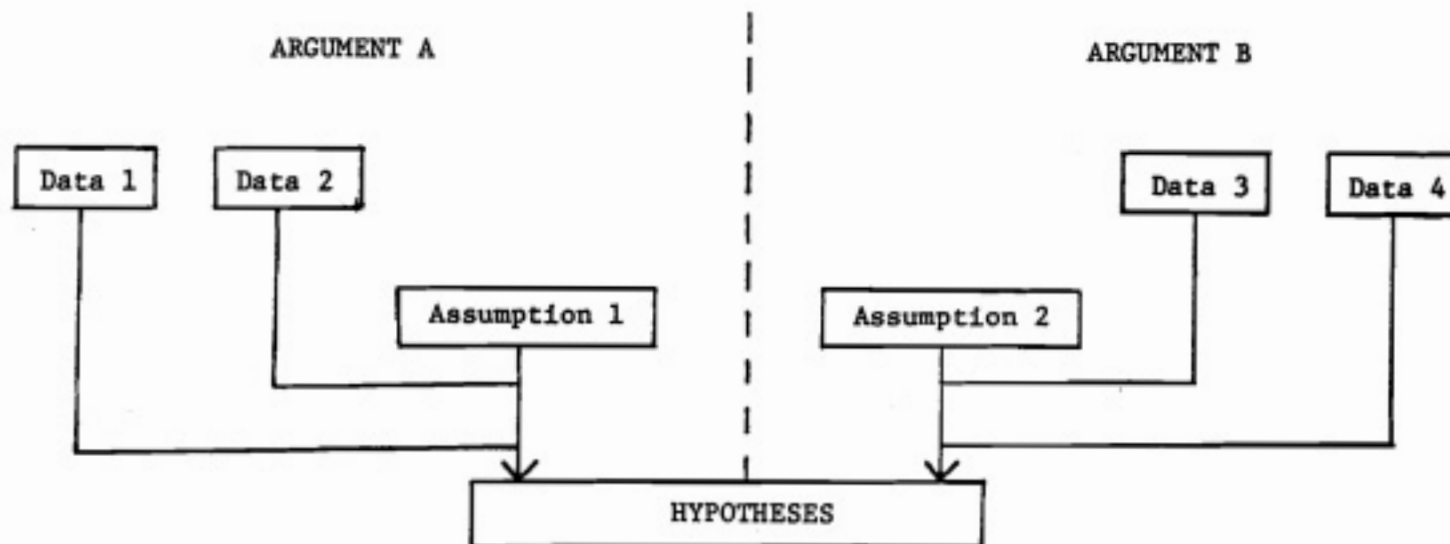 ARGUMENT A
ARGUMENT B
Data 1
Data 2
Data 3
Data 4
Assumption 1
Assumption 2
HYPOTHESES